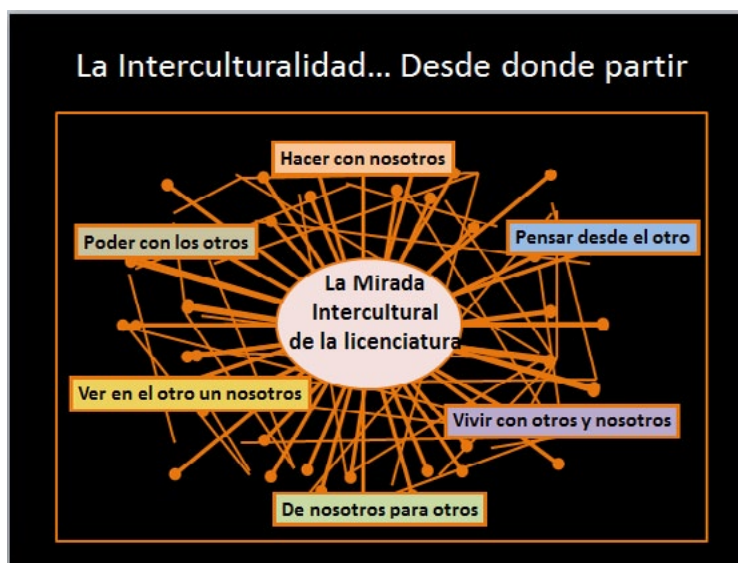 La Interculturalidad... Desde donde partir
Hacer con nosotros
Poder con los otros
Pensar desde el otro
La Mirada
Intercultural
de la licenciatura
Ver en el otro un nosotros
Vivir con otros y nosotros
De nosotros para otros